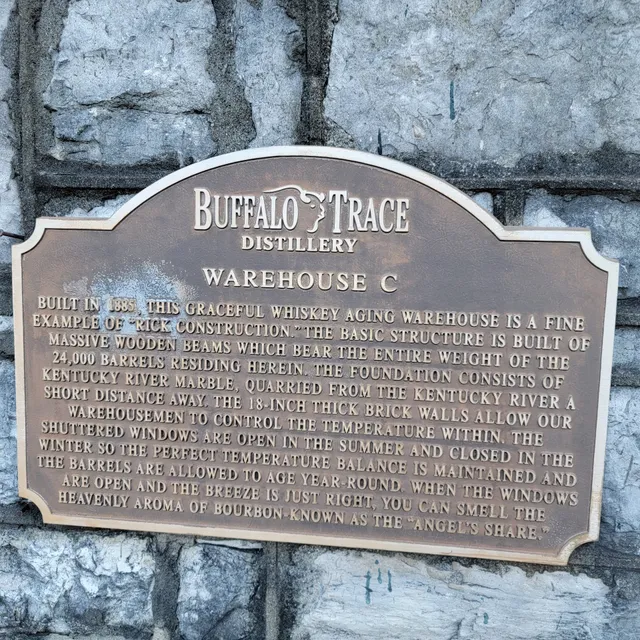 BUFFALO TRACE
DISTILLERY
WAREHOUSE C
BUILT IN 1885, THIS GRACEFUL WHISKEY AGING WAREHOUSE IS A FINE
EXAMPLE OF "RICK CONSTRUCTION." THE BASIC STRUCTURE IS BUILT OF
MASSIVE WOODEN BEAMS WHICH BEAR THE ENTIRE WEIGHT OF THE
24,000 BARRELS RESIDING HEREIN. THE FOUNDATION CONSISTS OF
KENTUCKY RIVER MARBLE, QUARRIED FROM THE KENTUCKY RIVER A
SHORT DISTANCE AWAY. THE 18-INCH THICK BRICK WALLS ALLOW OUR
WAREHOUSEMEN TO CONTROL THE TEMPERATURE WITHIN. THE
SHUTTERED WINDOWS ARE OPEN IN THE SUMMER AND CLOSED IN THE
WINTER SO THE PERFECT TEMPERATURE BALANCE IS MAINTAINED AND
THE BARRELS ARE ALLOWED TO AGE YEAR-ROUND. WHEN THE WINDOWS
ARE OPEN AND THE BREEZE IS JUST RIGHT, YOU CAN SMELL THE
HEAVENLY AROMA OF BOURBON-KNOWN AS THE "ANGEL'S SHARE."